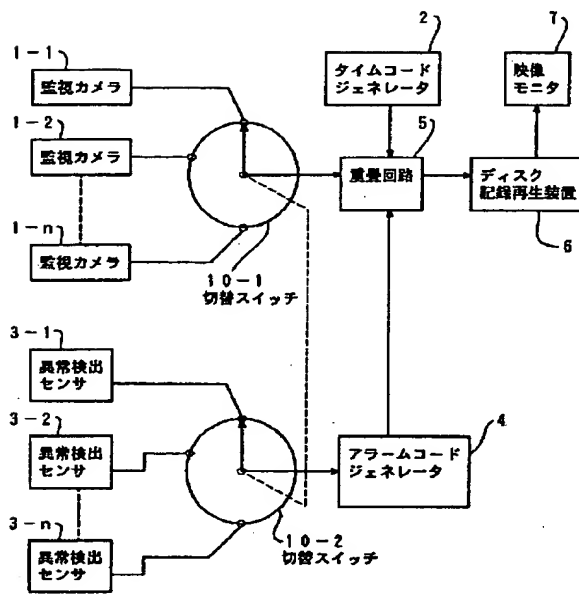 1-1
監視カメラ
1-2
監視カメラ
1-n
監視カメラ
10-1
切替スイッチ
2
タイムコード
ジェネレータ
5
重畳回路
7
映像
モニタ
ディスク
記録再生装置
6
3-1
異常検出
センサ
3-2
異常検出
センサ
3-n
異常検出
センサ
10-2
切替スイッチ
4
アラームコード
ジェネレータ